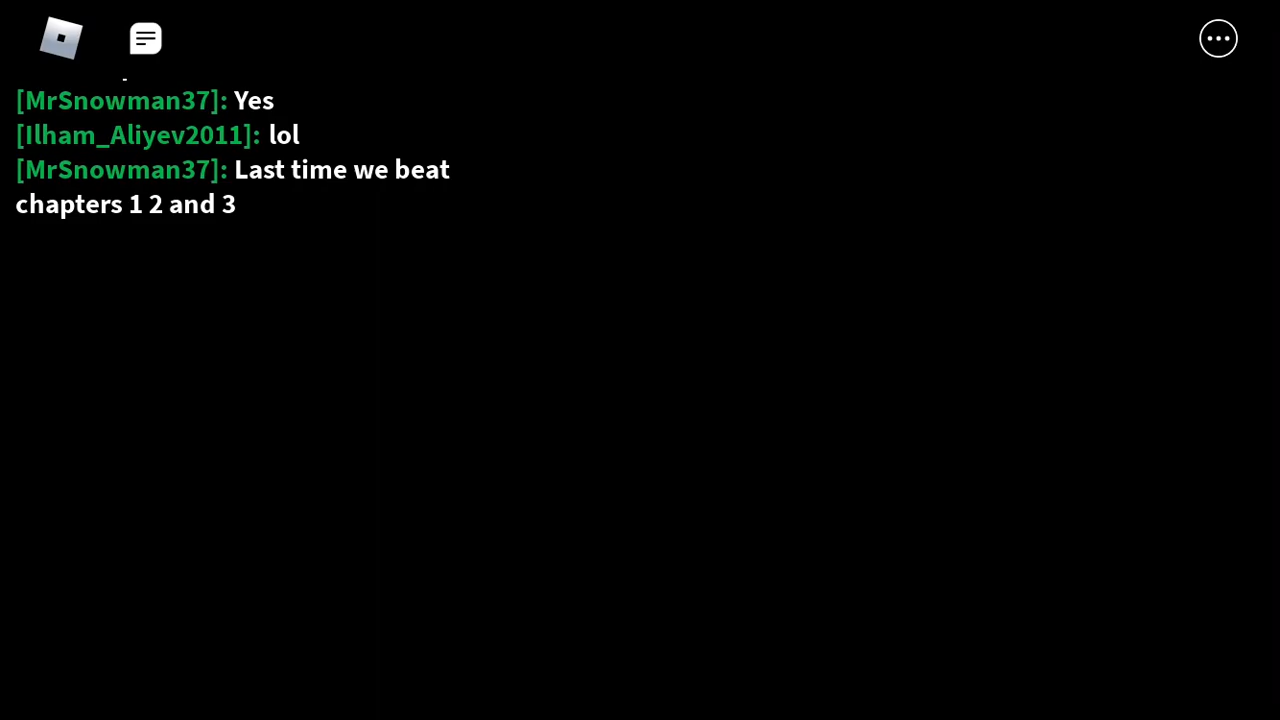 [MrSnowman37]: Yes
[Ilham_Aliyev2011]: lol
[MrSnowman37]: Last time we beat
chapters 1 2 and 3